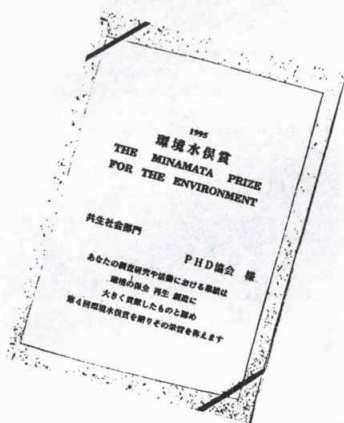 1995
環境水俣賞
THE MINAMATA PRIZE
FOR THE ENVIRONMENT
共生社会部門
PHD協会 様
あなたの調査研究や活動における業績は
環境の保全 再生 創造に
大きく貢献したものと認め
第4回環境水俣賞を贈りその栄誉を称えます